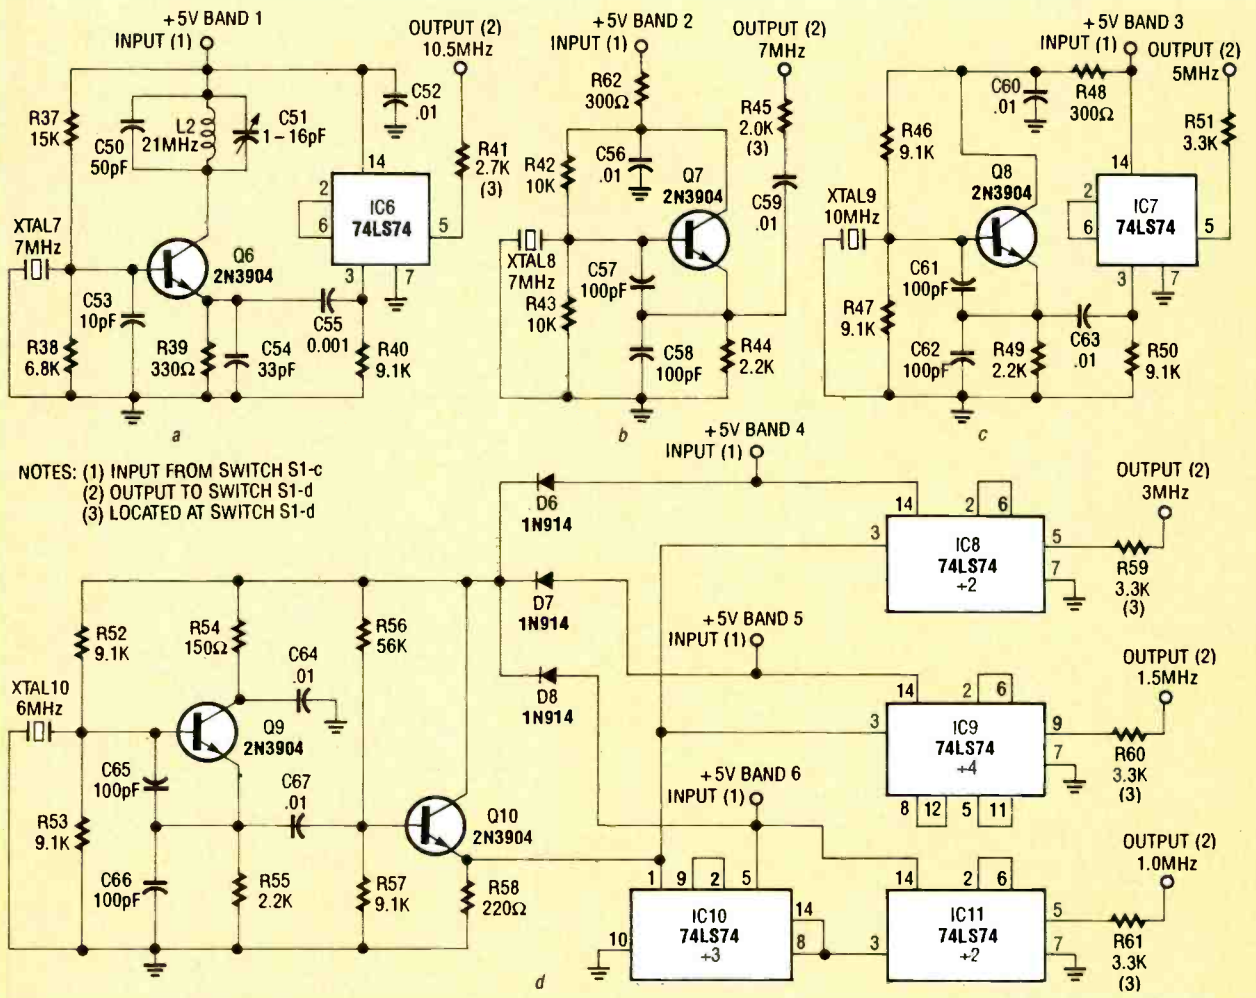 +5V BAND 1
INPUT (1)
OUTPUT (2)
10.5MHz
R37
15K
C50
50pF
L2
21MHz
C51
1–16pF
C52
.01
R41
2.7K
(3)
14
2
6
IC6
74LS74
5
3
7
XTAL7
7MHz
Q6
2N3904
C53
10pF
R38
6.8K
R39
330Ω
C54
33pF
C55
0.001
R40
9.1K
a
+5V BAND 2
INPUT (1)
OUTPUT (2)
7MHz
R62
300Ω
R45
2.0K
(3)
R42
10K
C56
.01
Q7
2N3904
C59
.01
XTAL8
7MHz
C57
100pF
R43
10K
C58
100pF
R44
2.2K
b
+5V BAND 3
INPUT (1)
OUTPUT (2)
5MHz
C60
.01
R48
300Ω
R51
3.3K
R46
9.1K
Q8
2N3904
14
2
6
IC7
74LS74
5
3
7
XTAL9
10MHz
C61
100pF
R47
9.1K
C62
100pF
R49
2.2K
C63
.01
R50
9.1K
c
NOTES: (1) INPUT FROM SWITCH S1-c
(2) OUTPUT TO SWITCH S1-d
(3) LOCATED AT SWITCH S1-d
+5V BAND 4
INPUT (1)
D6
1N914
14
2
6
3
IC8
74LS74
÷2
5
7
OUTPUT (2)
3MHz
R59
3.3K
(3)
D7
1N914
+5V BAND 5
INPUT (1)
D8
1N914
14
2
6
3
IC9
74LS74
÷4
9
7
8
12
5
11
OUTPUT (2)
1.5MHz
R60
3.3K
(3)
R52
9.1K
R54
150Ω
R56
56K
C64
.01
XTAL10
6MHz
Q9
2N3904
C65
100pF
C67
.01
R53
9.1K
Q10
2N3904
C66
100pF
R55
2.2K
R57
9.1K
R58
220Ω
+5V BAND 6
INPUT (1)
1
9
2
5
IC10
74LS74
÷3
10
14
8
14
2
6
3
IC11
74LS74
÷2
5
7
OUTPUT (2)
1.0MHz
R61
3.3K
(3)
d